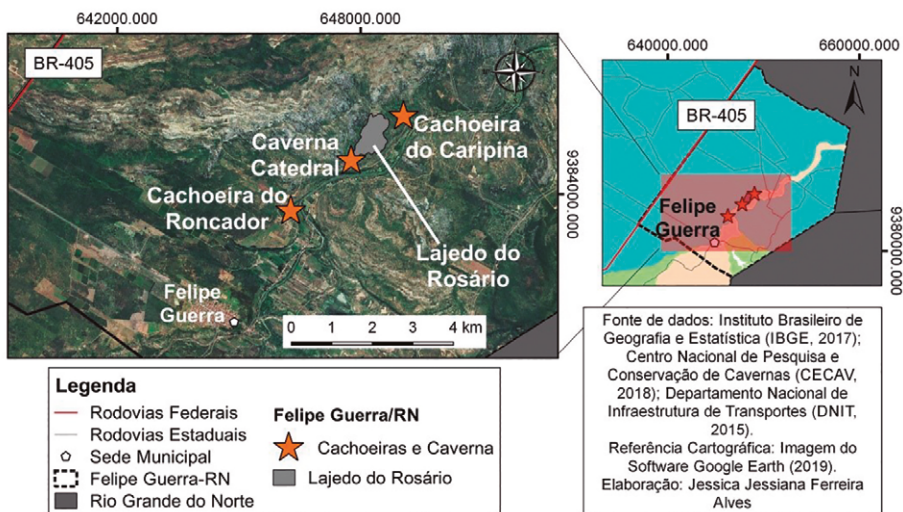 642000.000
648000.000
BR-405
Caverna
Catedral
Cachoeira
do Caripina
Cachoeira do
Roncador
Lajedo do
Rosário
Felipe
Guerra
0 1 2 3 4 km
9384000.000
640000.000
660000.000
N
BR-405
Felipe
Guerra
9380000.000
Legenda
Rodovias Federais
Rodovias Estaduais
Sede Municipal
Felipe Guerra-RN
Rio Grande do Norte
Felipe Guerra/RN
Cachoeiras e Caverna
Lajedo do Rosário
Fonte de dados: Instituto Brasileiro de
Geografia e Estatística (IBGE, 2017);
Centro Nacional de Pesquisa e
Conservação de Cavernas (CECAV,
2018); Departamento Nacional de
Infraestrutura de Transportes (DNIT,
2015).
Referência Cartográfica: Imagem do
Software Google Earth (2019).
Elaboração: Jessica Jessiana Ferreira
Alves